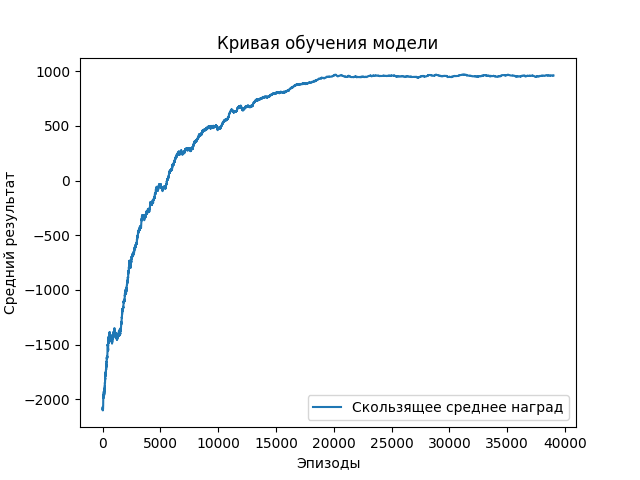 Кривая обучения модели
1000
500
0
−500
−1000
−1500
−2000
Средний результат
Скользящее среднее наград
0 5000 10000 15000 20000 25000 30000 35000 40000
Эпизоды